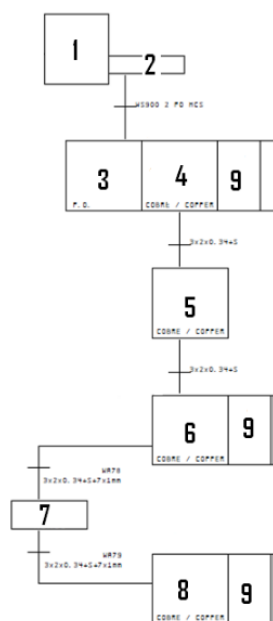 1
2
WS900 2 PO MCS
3
4
9
F.O.
COBRE / COPPER
3x2x0.34+S
5
COBRE / COPPER
3x2x0.34+S
6
9
COBRE / COPPER
WR78
3x2x0.34+S+7x1mm
7
WR79
3x2x0.34+S+7x1mm
8
9
COBRE / COPPER